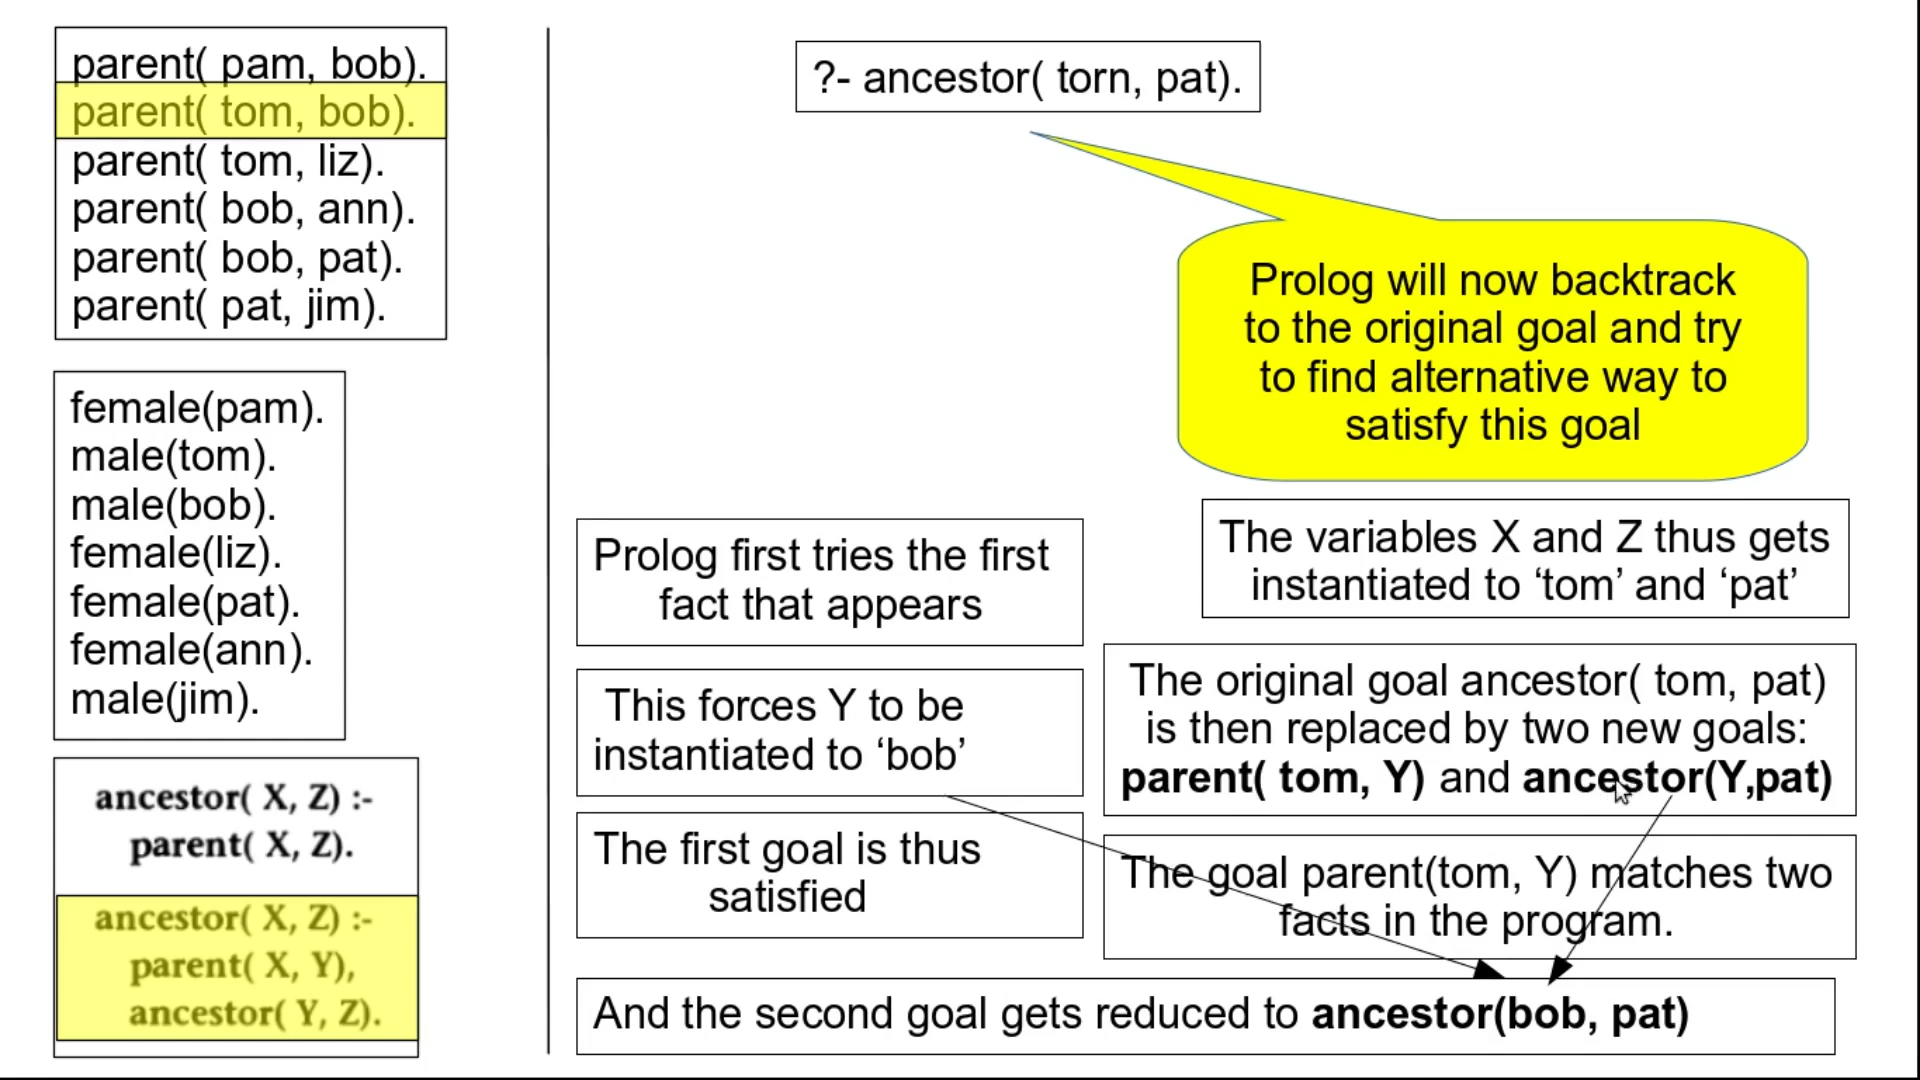 parent( pam, bob).
parent( tom, bob).
parent( tom, liz).
parent( bob, ann).
parent( bob, pat).
parent( pat, jim).
female(pam).
male(tom).
male(bob).
female(liz).
female(pat).
female(ann).
male(jim).
ancestor( X, Z) :-
parent( X, Z).
ancestor( X, Z) :-
parent( X, Y),
ancestor( Y, Z).
?- ancestor( torn, pat).
Prolog will now backtrack
to the original goal and try
to find alternative way to
satisfy this goal
The variables X and Z thus gets
instantiated to ‘tom’ and ‘pat’
The original goal ancestor( tom, pat)
is then replaced by two new goals:
parent( tom, Y) and ancestor(Y,pat)
The goal parent(tom, Y) matches two
facts in the program.
Prolog first tries the first
fact that appears
This forces Y to be
instantiated to ‘bob’
The first goal is thus
satisfied
And the second goal gets reduced to ancestor(bob, pat)